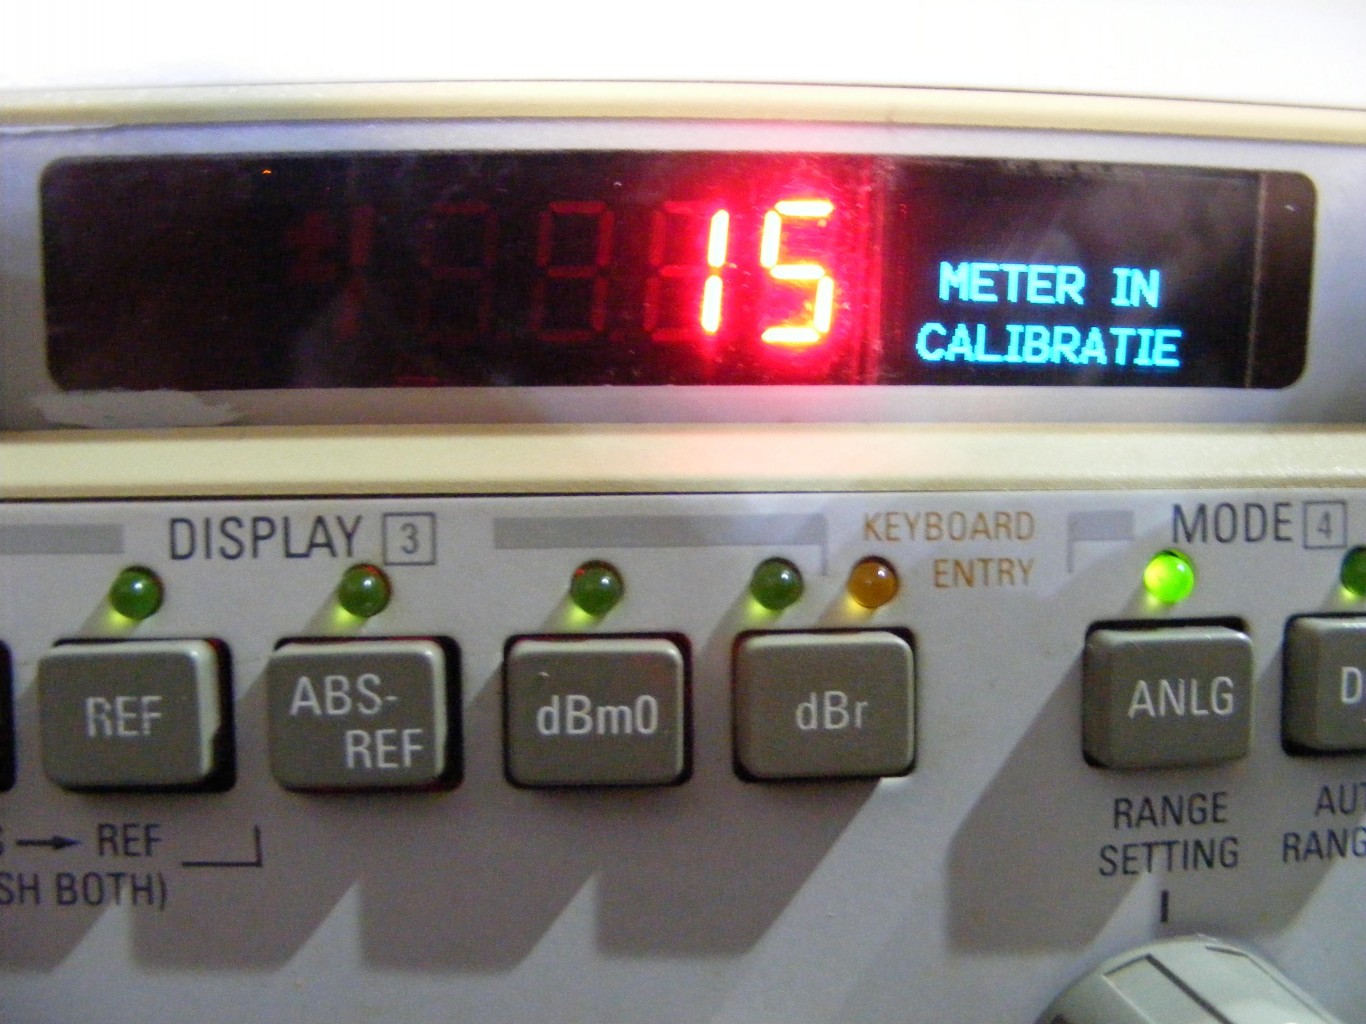 15
METER IN
CALIBRATIE
DISPLAY 3
KEYBOARD
ENTRY
MODE 4
REF
ABS-
REF
dBm0
dBr
ANLG
REF
RANGE
SETTING